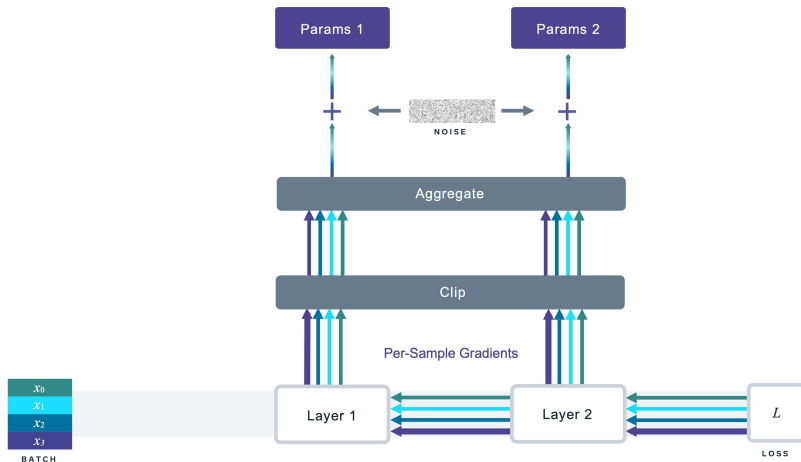 Params 1
Params 2
NOISE
Aggregate
Clip
Per-Sample Gradients
x₀
x₁
x₂
x₃
BATCH
Layer 1
Layer 2
L
LOSS